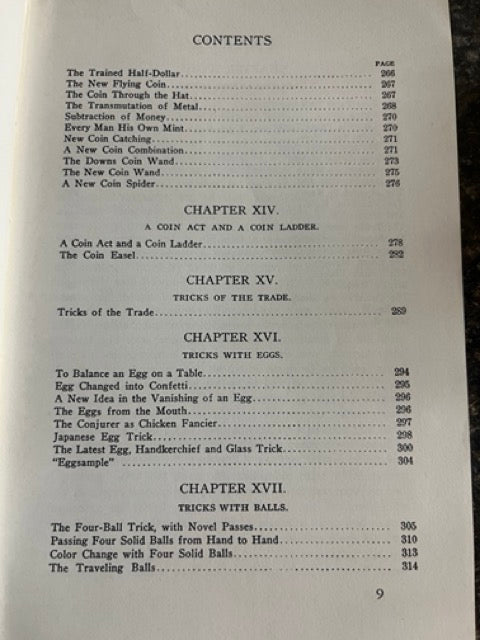 CONTENTS
PAGE
The Trained Half-Dollar 266
The New Flying Coin 267
The Coin Through the Hat 267
The Transmutation of Metal 268
Subtraction of Money 270
Every Man His Own Mint 270
New Coin Catching 271
A New Coin Combination 271
The Downs Coin Wand 273
The New Coin Wand 275
A New Coin Spider 276
CHAPTER XIV.
A COIN ACT AND A COIN LADDER.
A Coin Act and a Coin Ladder 278
The Coin Easel 282
CHAPTER XV.
TRICKS OF THE TRADE.
Tricks of the Trade 289
CHAPTER XVI.
TRICKS WITH EGGS.
To Balance an Egg on a Table 294
Egg Changed into Confetti 295
A New Idea in the Vanishing of an Egg 296
The Eggs from the Mouth 296
The Conjurer as Chicken Fancier 297
Japanese Egg Trick 298
The Latest Egg, Handkerchief and Glass Trick 300
"Eggsample" 304
CHAPTER XVII.
TRICKS WITH BALLS.
The Four-Ball Trick, with Novel Passes 305
Passing Four Solid Balls from Hand to Hand 310
Color Change with Four Solid Balls 313
The Traveling Balls 314
9